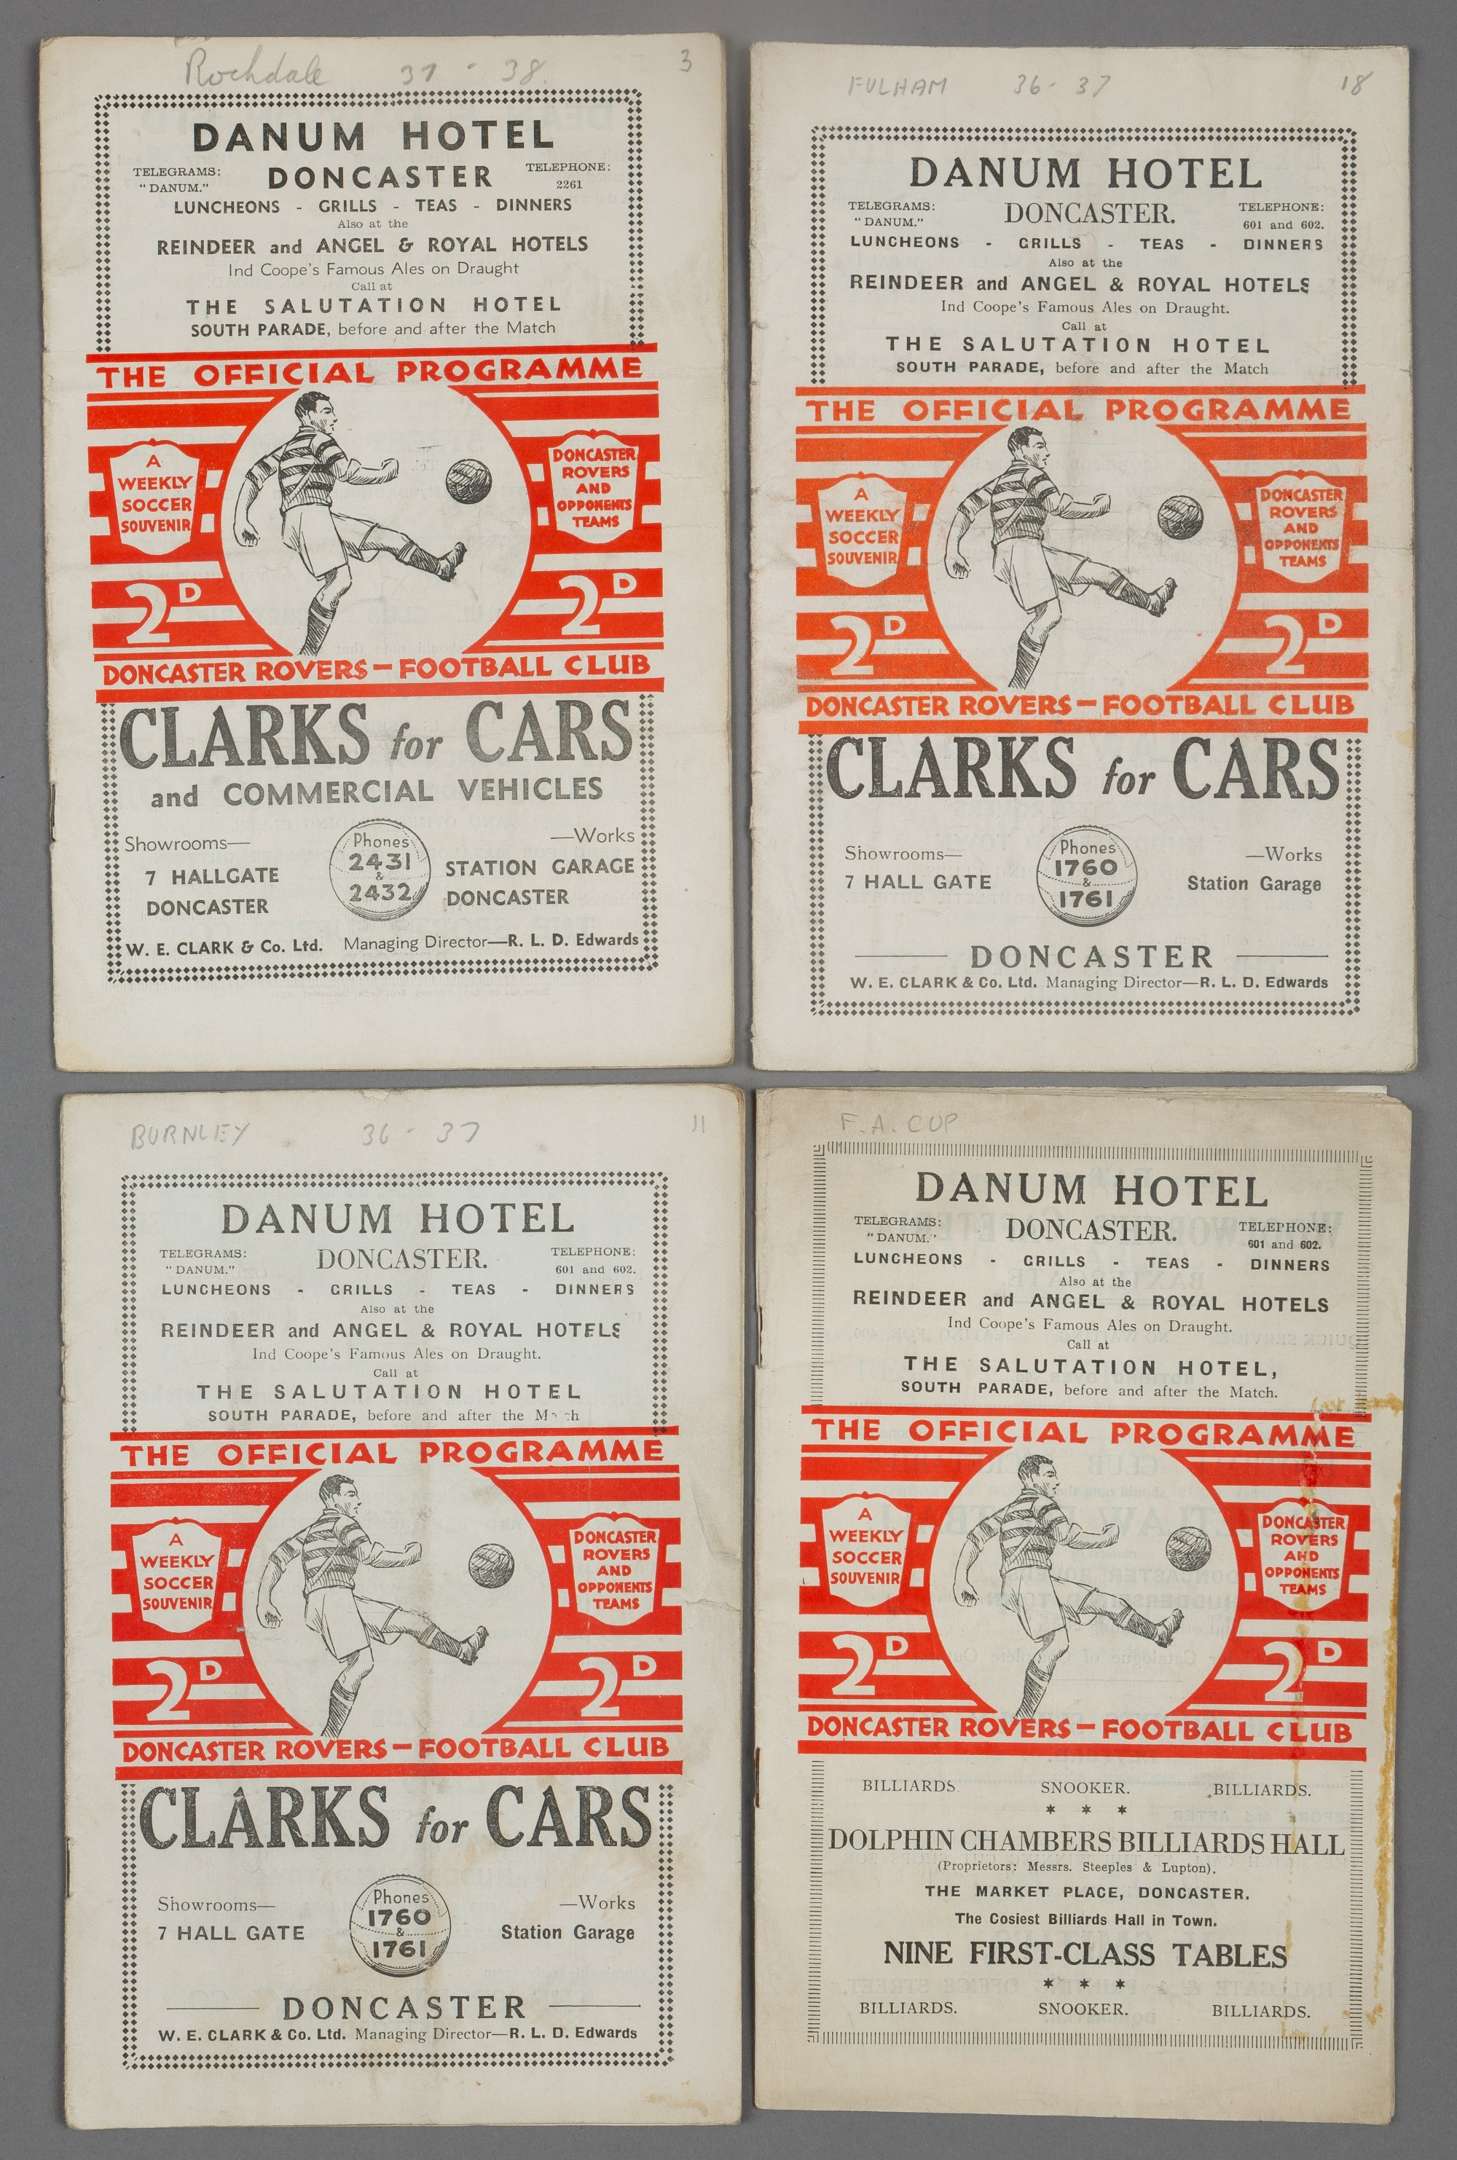 Rochdale 37 - 38. 3
DANUM HOTEL
TELEGRAMS: "DANUM." DONCASTER TELEPHONE: 2261
LUNCHEONS - GRILLS - TEAS - DINNERS
Also at the
REINDEER and ANGEL & ROYAL HOTELS
Ind Coope's Famous Ales on Draught
Call at
THE SALUTATION HOTEL
SOUTH PARADE, before and after the Match
THE OFFICIAL PROGRAMME
A WEEKLY SOCCER SOUVENIR
DONCASTER ROVERS AND OPPONENTS TEAMS
2D 2D
DONCASTER ROVERS - FOOTBALL CLUB
CLARKS for CARS
and COMMERCIAL VEHICLES
Showrooms— Phones —Works
7 HALLGATE 2431 STATION GARAGE
DONCASTER & 2432 DONCASTER
W. E. CLARK & Co. Ltd. Managing Director—R. L. D. Edwards
FULHAM 36 - 37 18
DANUM HOTEL
TELEGRAMS: "DANUM." DONCASTER. TELEPHONE: 601 and 602.
LUNCHEONS - GRILLS - TEAS - DINNERS
Also at the
REINDEER and ANGEL & ROYAL HOTELS
Ind Coope's Famous Ales on Draught.
Call at
THE SALUTATION HOTEL
SOUTH PARADE, before and after the Match
THE OFFICIAL PROGRAMME
A WEEKLY SOCCER SOUVENIR
DONCASTER ROVERS AND OPPONENTS TEAMS
2D 2D
DONCASTER ROVERS - FOOTBALL CLUB
CLARKS for CARS
Showrooms— Phones —Works
7 HALL GATE 1760 & 1761 Station Garage
DONCASTER
W. E. CLARK & Co. Ltd. Managing Director—R. L. D. Edwards
BURNLEY 36 - 37 11
DANUM HOTEL
TELEGRAMS: "DANUM." DONCASTER. TELEPHONE: 601 and 602.
LUNCHEONS - GRILLS - TEAS - DINNERS
Also at the
REINDEER and ANGEL & ROYAL HOTELS
Ind Coope's Famous Ales on Draught.
Call at
THE SALUTATION HOTEL
SOUTH PARADE, before and after the Match
THE OFFICIAL PROGRAMME
A WEEKLY SOCCER SOUVENIR
DONCASTER ROVERS AND OPPONENTS TEAMS
2D 2D
DONCASTER ROVERS - FOOTBALL CLUB
CLARKS for CARS
Showrooms— Phones —Works
7 HALL GATE 1760 & 1761 Station Garage
DONCASTER
W. E. CLARK & Co. Ltd. Managing Director—R. L. D. Edwards
F. A. CUP
DANUM HOTEL
TELEGRAMS: "DANUM." DONCASTER. TELEPHONE: 601 and 602.
LUNCHEONS - GRILLS - TEAS - DINNERS
Also at the
REINDEER and ANGEL & ROYAL HOTELS
Ind Coope's Famous Ales on Draught.
Call at
THE SALUTATION HOTEL,
SOUTH PARADE, before and after the Match.
THE OFFICIAL PROGRAMME
A WEEKLY SOCCER SOUVENIR
DONCASTER ROVERS AND OPPONENTS TEAMS
2D 2D
DONCASTER ROVERS - FOOTBALL CLUB
BILLIARDS SNOOKER. BILLIARDS.
* * *
DOLPHIN CHAMBERS BILLIARDS HALL
(Proprietors: Messrs. Steeples & Lupton).
THE MARKET PLACE, DONCASTER.
The Cosiest Billiards Hall in Town.
NINE FIRST-CLASS TABLES
* * *
BILLIARDS. SNOOKER. BILLIARDS.